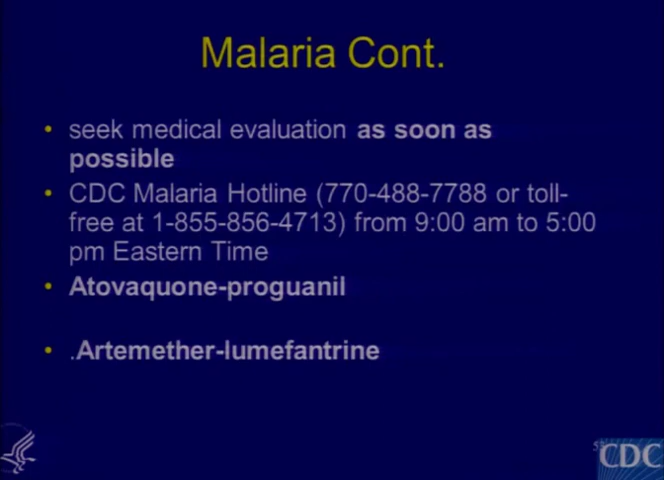 Malaria Cont.
• seek medical evaluation as soon as
possible
• CDC Malaria Hotline (770-488-7788 or toll-
free at 1-855-856-4713) from 9:00 am to 5:00
pm Eastern Time
• Atovaquone-proguanil
• .Artemether-lumefantrine
CDC